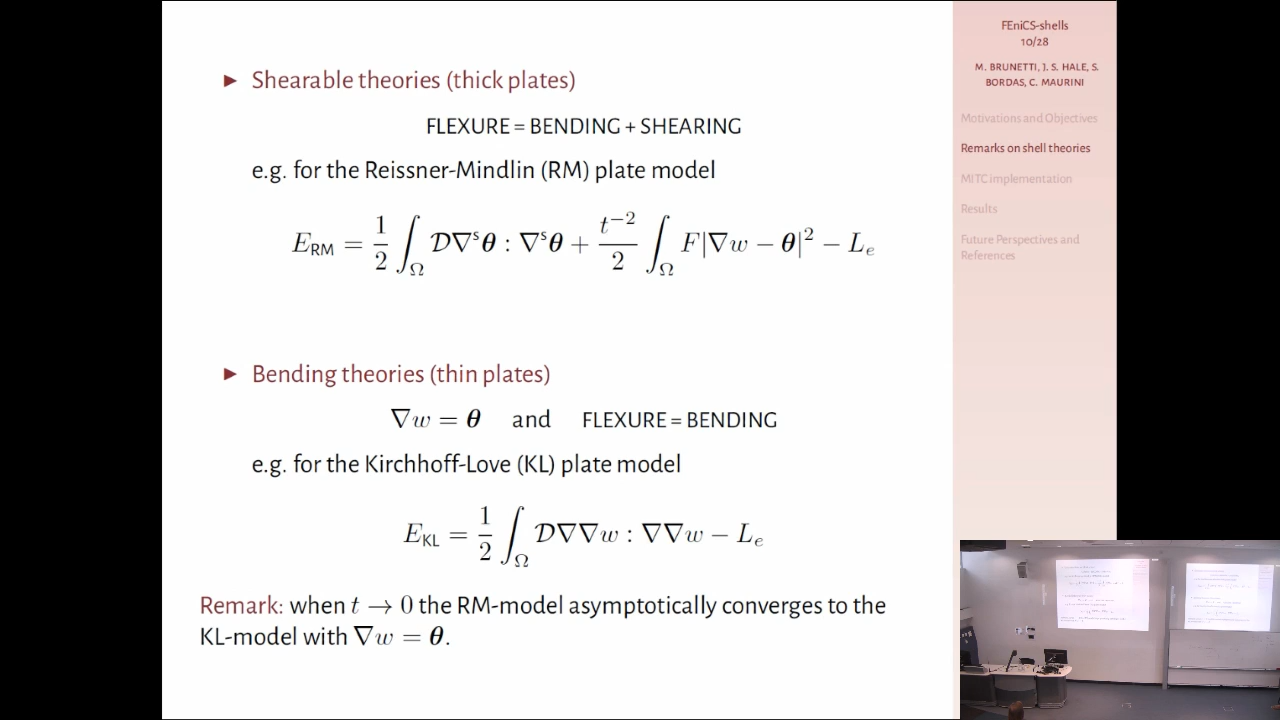 ► Shearable theories (thick plates)
FLEXURE = BENDING + SHEARING
e.g. for the Reissner-Mindlin (RM) plate model
E_RM = 1/2 ∫_Ω 𝒟∇ˢθ : ∇ˢθ + t⁻²/2 ∫_Ω F|∇w − θ|² − L_e
► Bending theories (thin plates)
∇w = θ and FLEXURE = BENDING
e.g. for the Kirchhoff-Love (KL) plate model
E_KL = 1/2 ∫_Ω 𝒟∇∇w : ∇∇w − L_e
Remark: when t → 0 the RM-model asymptotically converges to the
KL-model with ∇w = θ.
FEniCS-shells
10/28
M. BRUNETTI, J. S. HALE, S.
BORDAS, C. MAURINI
Motivations and Objectives
Remarks on shell theories
MITC implementation
Results
Future Perspectives and
References